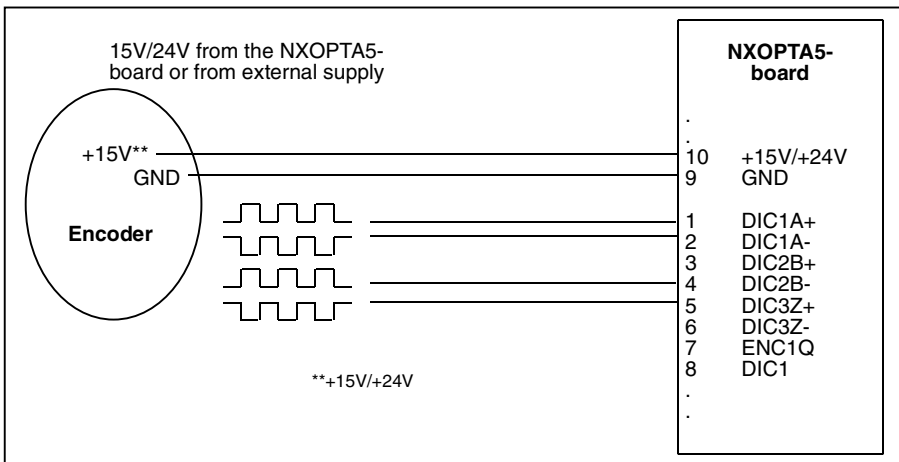 15V/24V from the NXOPTA5-
board or from external supply
NXOPTA5-
board
.
.
+15V**
10 +15V/+24V
GND
9 GND
Encoder
1 DIC1A+
2 DIC1A-
3 DIC2B+
4 DIC2B-
5 DIC3Z+
6 DIC3Z-
7 ENC1Q
8 DIC1
.
.
**+15V/+24V